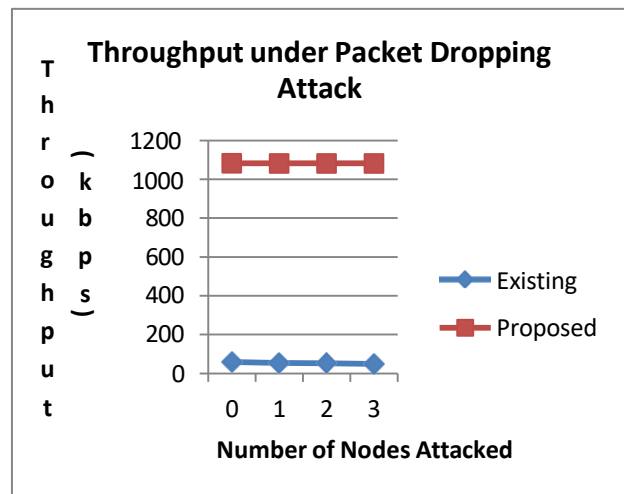 Throughput under Packet Dropping
Attack
Throughput
(kbps)
1200
1000
800
600
400
200
0
0 1 2 3
Existing
Proposed
Number of Nodes Attacked